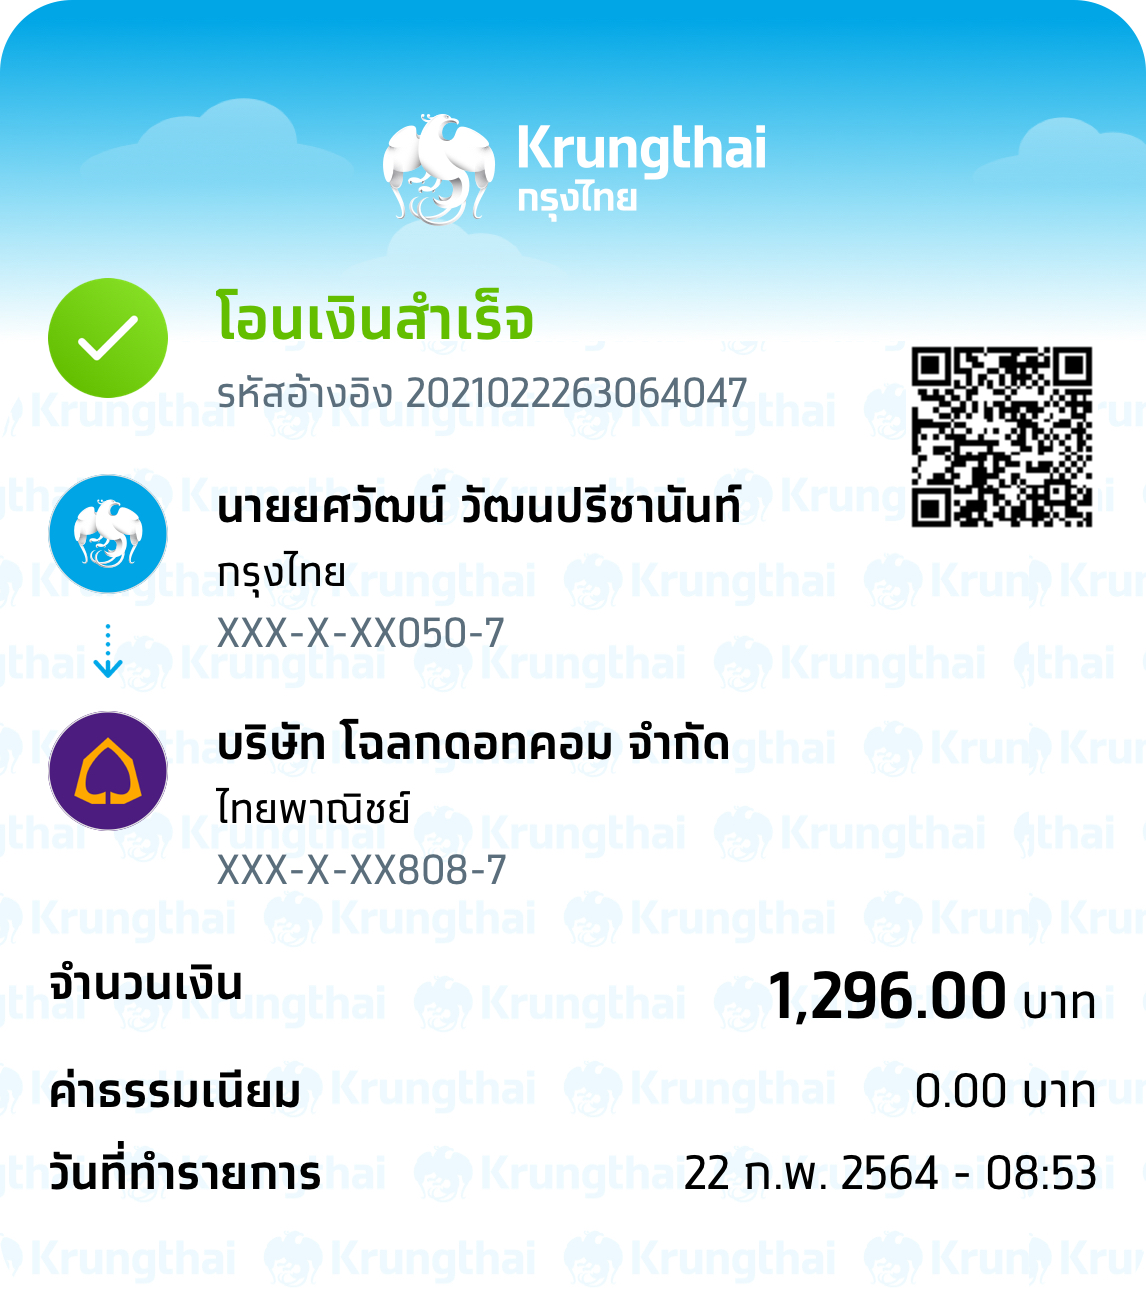 Krungthai
กรุงไทย
โอนเงินสำเร็จ
รหัสอ้างอิง 2021022263064047
นายยศวัฒน์ วัฒนปรีชานันท์
กรุงไทย
XXX-X-XX050-7
บริษัท โฉลกดอทคอม จำกัด
ไทยพาณิชย์
XXX-X-XX808-7
จำนวนเงิน 1,296.00 บาท
ค่าธรรมเนียม 0.00 บาท
วันที่ทำรายการ 22 ก.พ. 2564 - 08:53